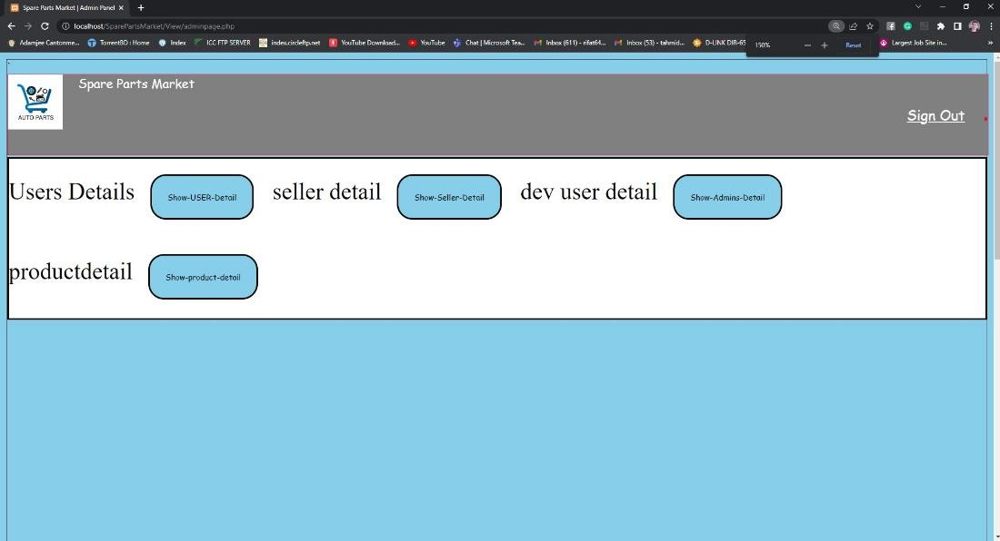 Spare Parts Market | Admin Panel
localhost/SparePartsMarket/View/adminpage.php
Adamjee Cantonme... TorrentBD : Home Index ICC FTP SERVER index.circleftp.net YouTube Download... YouTube Chat | Microsoft Tea... Inbox (611) - rifat64... Inbox (53) - tahmid... D-LINK DIR-65 Largest Job Site in... »
150% Reset
AUTO PARTS
Spare Parts Market
Sign Out
Users Details Show-USER-Detail seller detail Show-Seller-Detail dev user detail Show-Admins-Detail
productdetail Show-product-detail